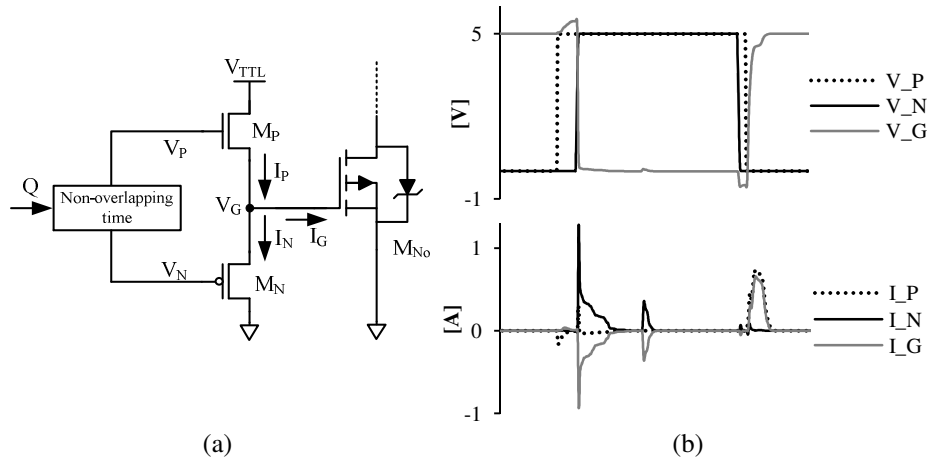 V_TTL
M_P
V_P
I_P
Q
Non-overlapping
time
V_G
I_N
I_G
M_No
V_N
M_N
(a)
5
[V]
-1
V_P
V_N
V_G
1
[A]
0
-1
I_P
I_N
I_G
(b)